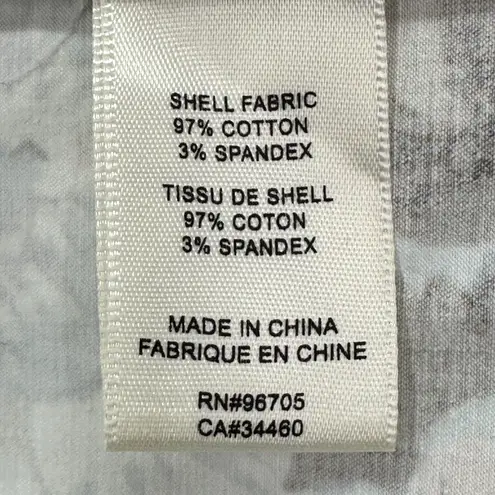 SHELL FABRIC
97% COTTON
3% SPANDEX
TISSU DE SHELL
97% COTON
3% SPANDEX
MADE IN CHINA
FABRIQUE EN CHINE
RN#96705
CA#34460